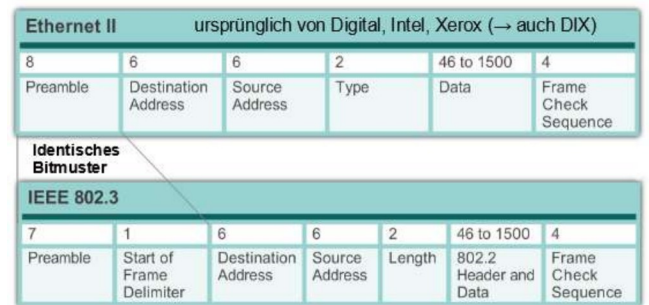 Ethernet II ursprünglich von Digital, Intel, Xerox (→ auch DIX)
8 6 6 2 46 to 1500 4
Preamble Destination Address Source Address Type Data Frame Check Sequence
Identisches
Bitmuster
IEEE 802.3
7 1 6 6 2 46 to 1500 4
Preamble Start of Frame Delimiter Destination Address Source Address Length 802.2 Header and Data Frame Check Sequence